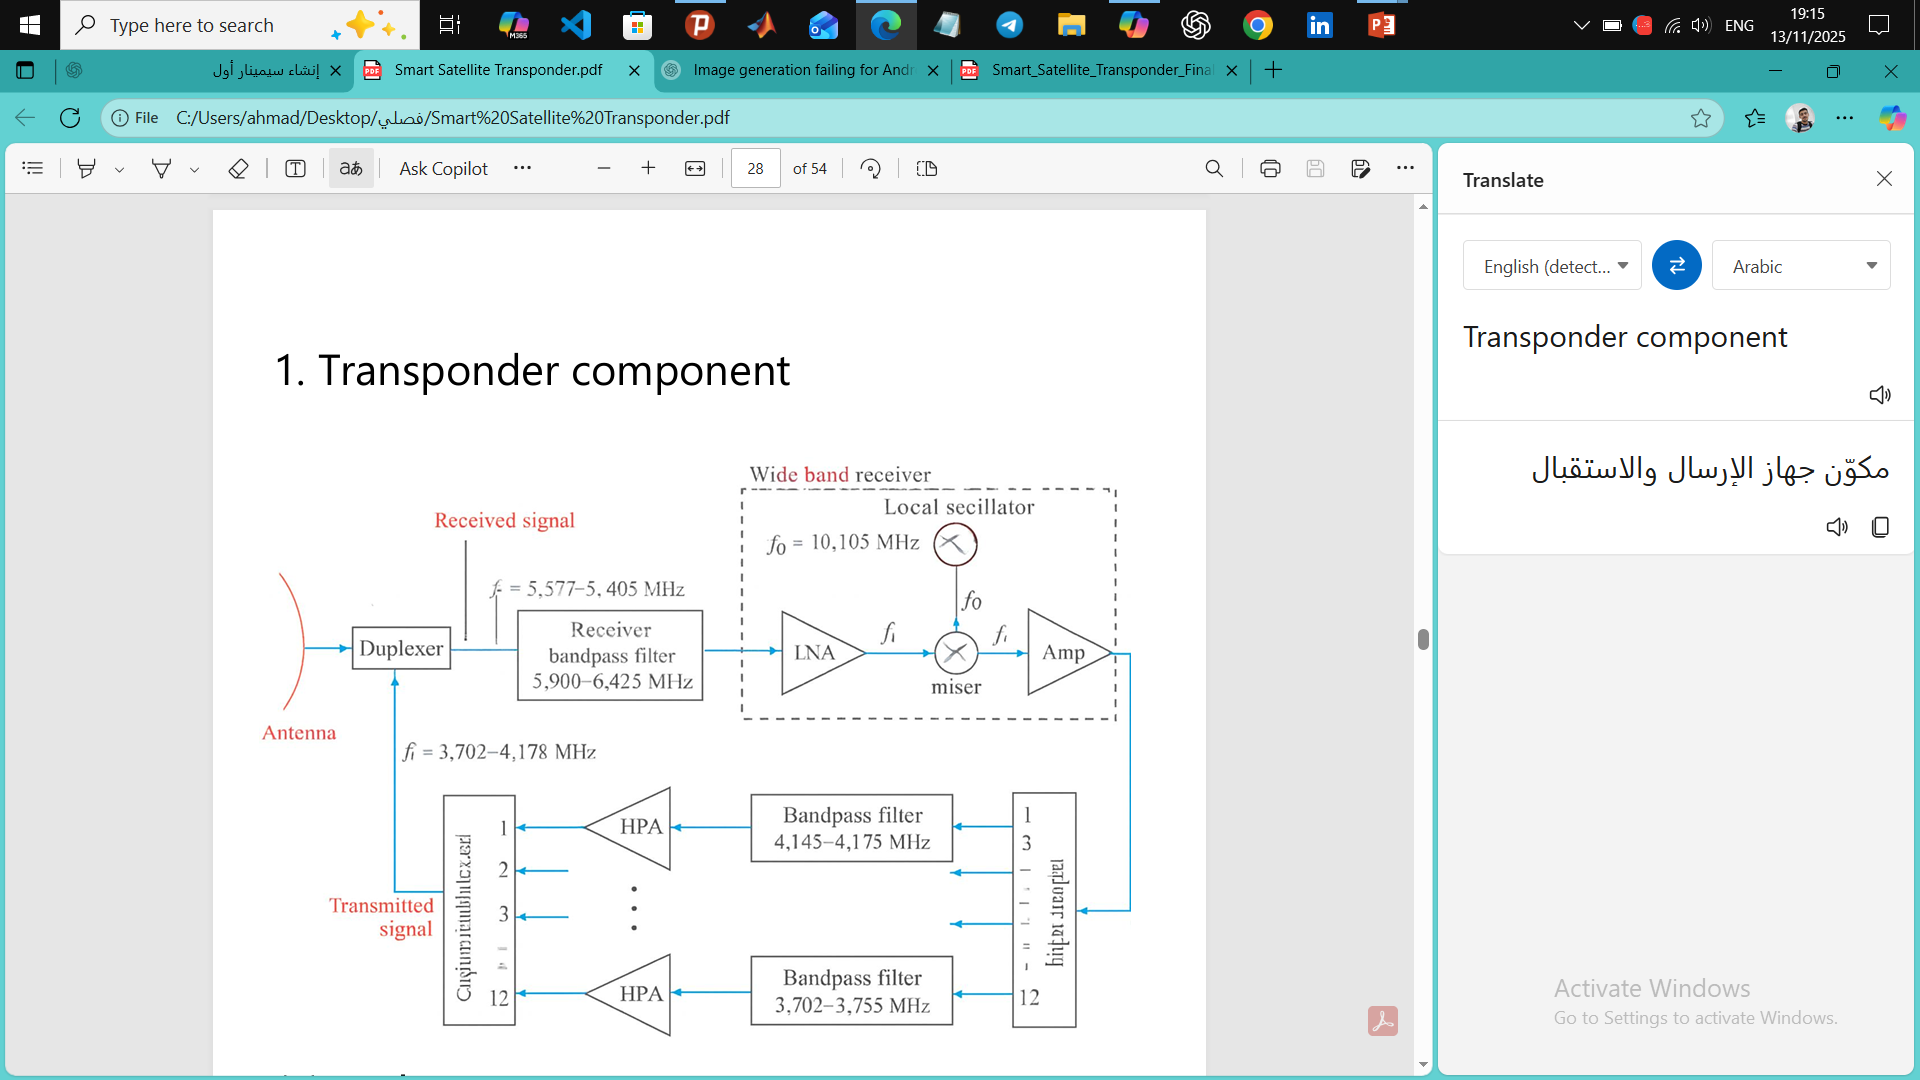 Type here to search
M365
ENG
19:15
13/11/2025
إنشاء سيمينار أول
Smart Satellite Transponder.pdf
Image generation failing for Andr
Smart_Satellite_Transponder_Fina
File
C:/Users/ahmad/Desktop/فصلي/Smart%20Satellite%20Transponder.pdf
Ask Copilot
28
of 54
Translate
English (detect...
Arabic
Transponder component
مكوّن جهاز الإرسال والاستقبال
1. Transponder component
Wide band receiver
Local secillator
Received signal
f0 = 10,105 MHz
= 5,577–5, 405 MHz
f0
Duplexer
Receiver
bandpass filter
5,900–6,425 MHz
LNA
Amp
miser
Antenna
= 3,702–4,178 MHz
1
HPA
Bandpass filter
4,145–4,175 MHz
1
3
2
3
Transmitted
signal
12
HPA
Bandpass filter
3,702–3,755 MHz
12
Activate Windows
Go to Settings to activate Windows.